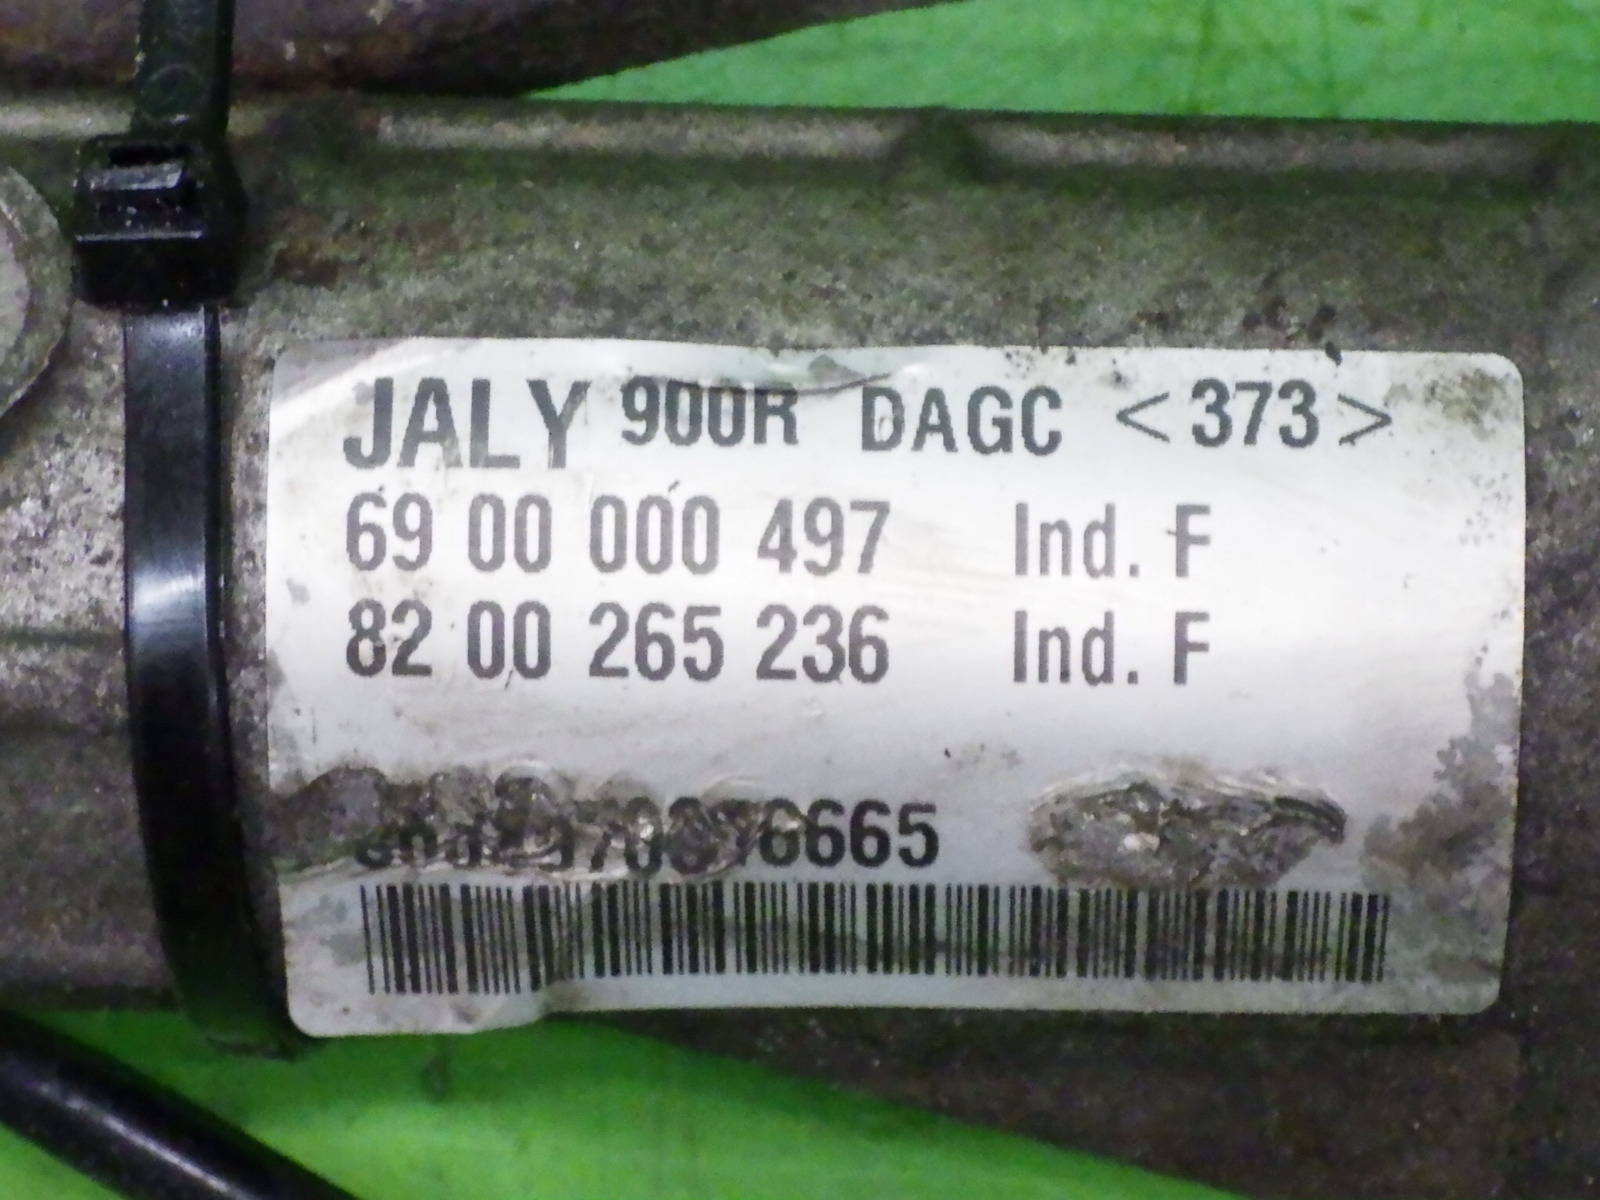 JALY 900R DAGC <373>
69 00 000 497 Ind. F
82 00 265 236 Ind. F